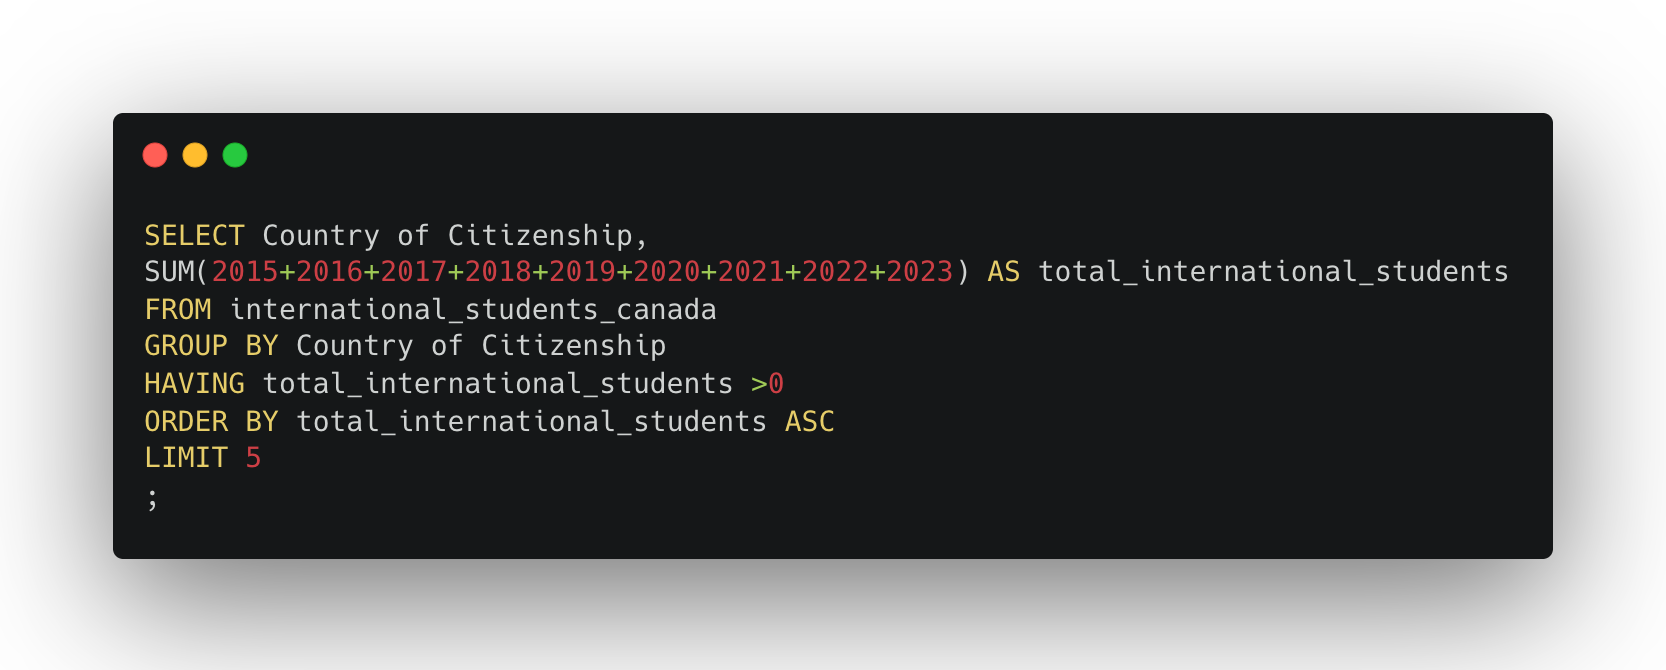 SELECT Country of Citizenship,
SUM(2015+2016+2017+2018+2019+2020+2021+2022+2023) AS total_international_students
FROM international_students_canada
GROUP BY Country of Citizenship
HAVING total_international_students >0
ORDER BY total_international_students ASC
LIMIT 5
;